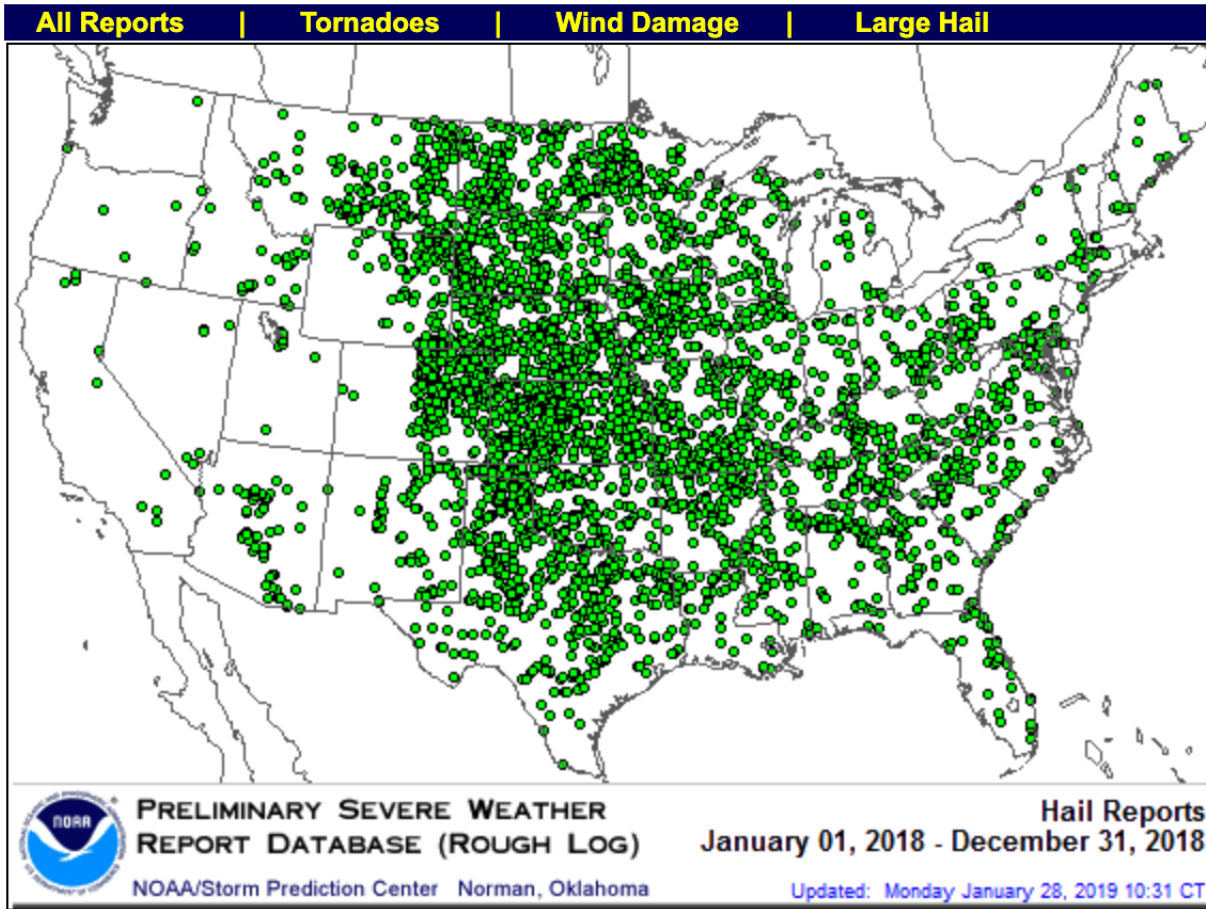 All Reports | Tornadoes | Wind Damage | Large Hail
NOAA
PRELIMINARY SEVERE WEATHER
REPORT DATABASE (ROUGH LOG)
NOAA/Storm Prediction Center Norman, Oklahoma
Hail Reports
January 01, 2018 - December 31, 2018
Updated: Monday January 28, 2019 10:31 CT